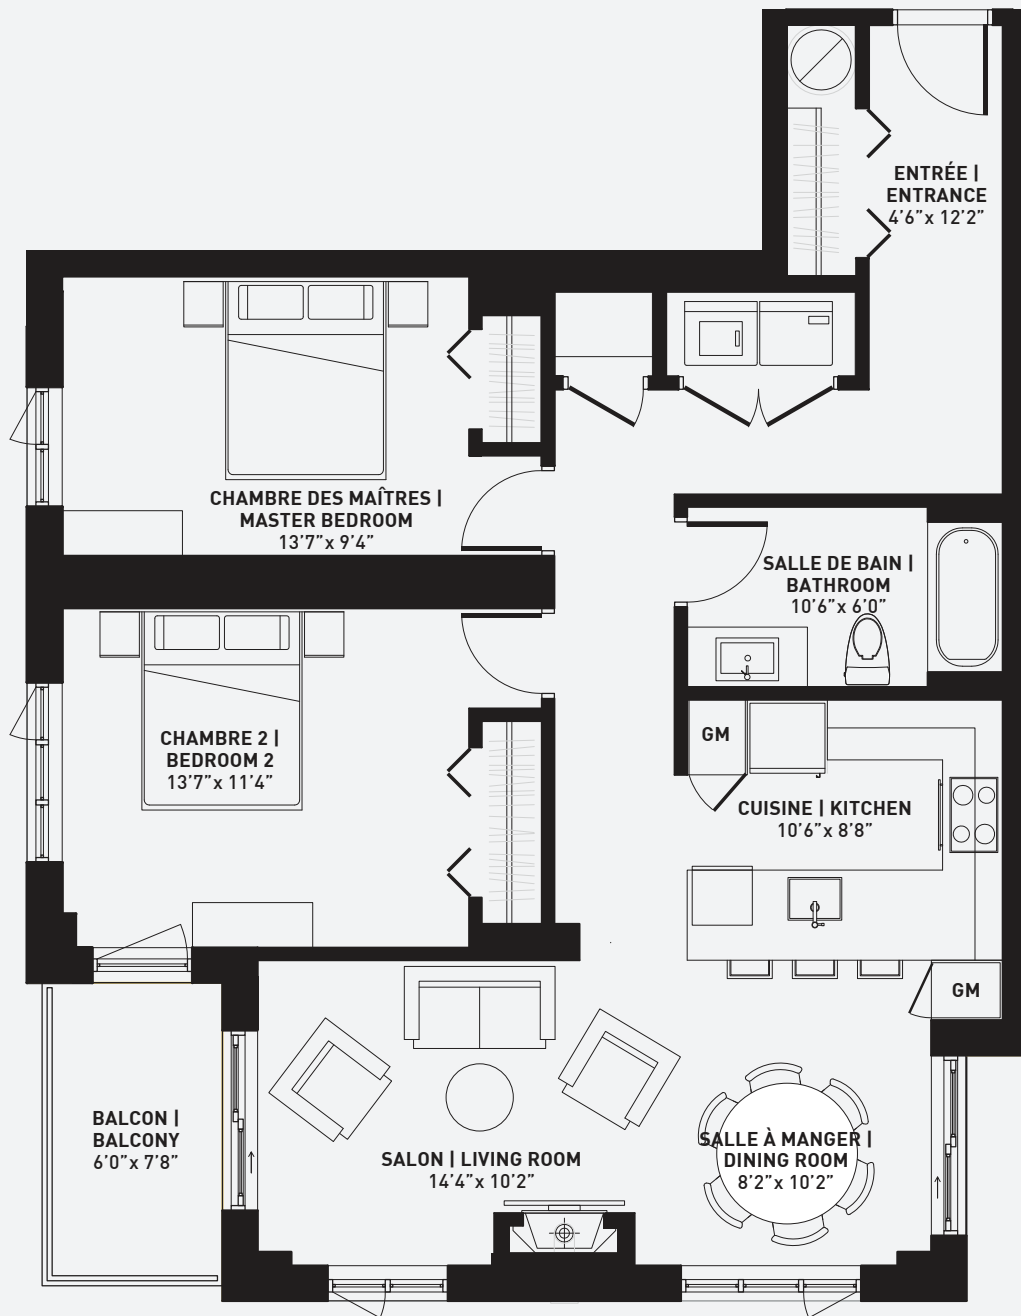 ENTRÉE |
ENTRANCE
4’6”x 12’2”
CHAMBRE DES MAÎTRES |
MASTER BEDROOM
13’7”x 9’4”
SALLE DE BAIN |
BATHROOM
10’6”x 6’0”
CHAMBRE 2 |
BEDROOM 2
13’7”x 11’4”
GM
CUISINE | KITCHEN
10’6”x 8’8”
GM
BALCON |
BALCONY
6’0”x 7’8”
SALON | LIVING ROOM
14’4”x 10’2”
SALLE À MANGER |
DINING ROOM
8’2”x 10’2”